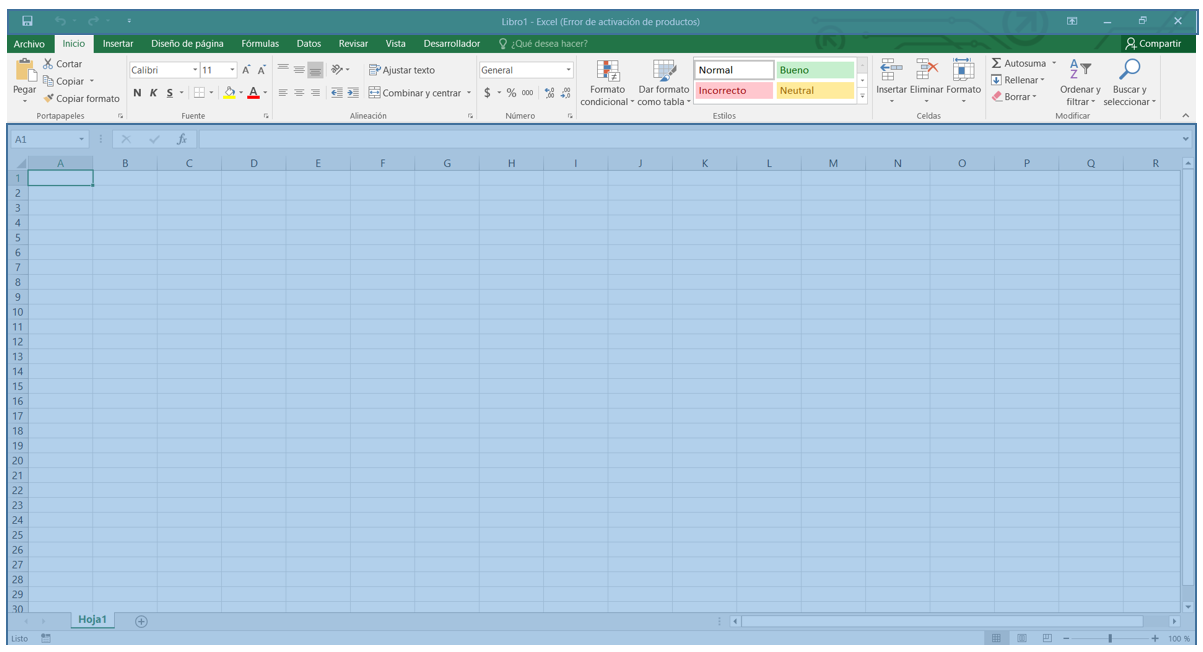 Libro1 - Excel (Error de activación de productos)
Archivo Inicio Insertar Diseño de página Fórmulas Datos Revisar Vista Desarrollador ¿Qué desea hacer? Compartir
Pegar
Cortar
Copiar
Copiar formato
Portapapeles
Calibri 11 A A
N K S A
Fuente
Ajustar texto
Combinar y centrar
Alineación
General
$ % 000 ,00 ,00
Número
Formato condicional
Dar formato como tabla
Normal Bueno
Incorrecto Neutral
Estilos
Insertar Eliminar Formato
Celdas
Σ Autosuma
Rellenar
Borrar
Ordenar y filtrar
Buscar y seleccionar
Modificar
A1 fx
A B C D E F G H I J K L M N O P Q R
1
2
3
4
5
6
7
8
9
10
11
12
13
14
15
16
17
18
19
20
21
22
23
24
25
26
27
28
29
30
Hoja1
Listo 100 %